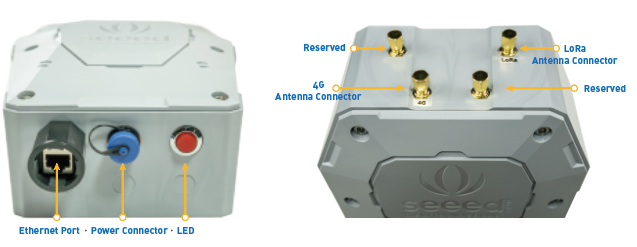 Reserved
LoRa
Antenna Connector
LoRa
4G
Antenna Connector
Reserved
4G
seeed
Ethernet Port · Power Connector · LED